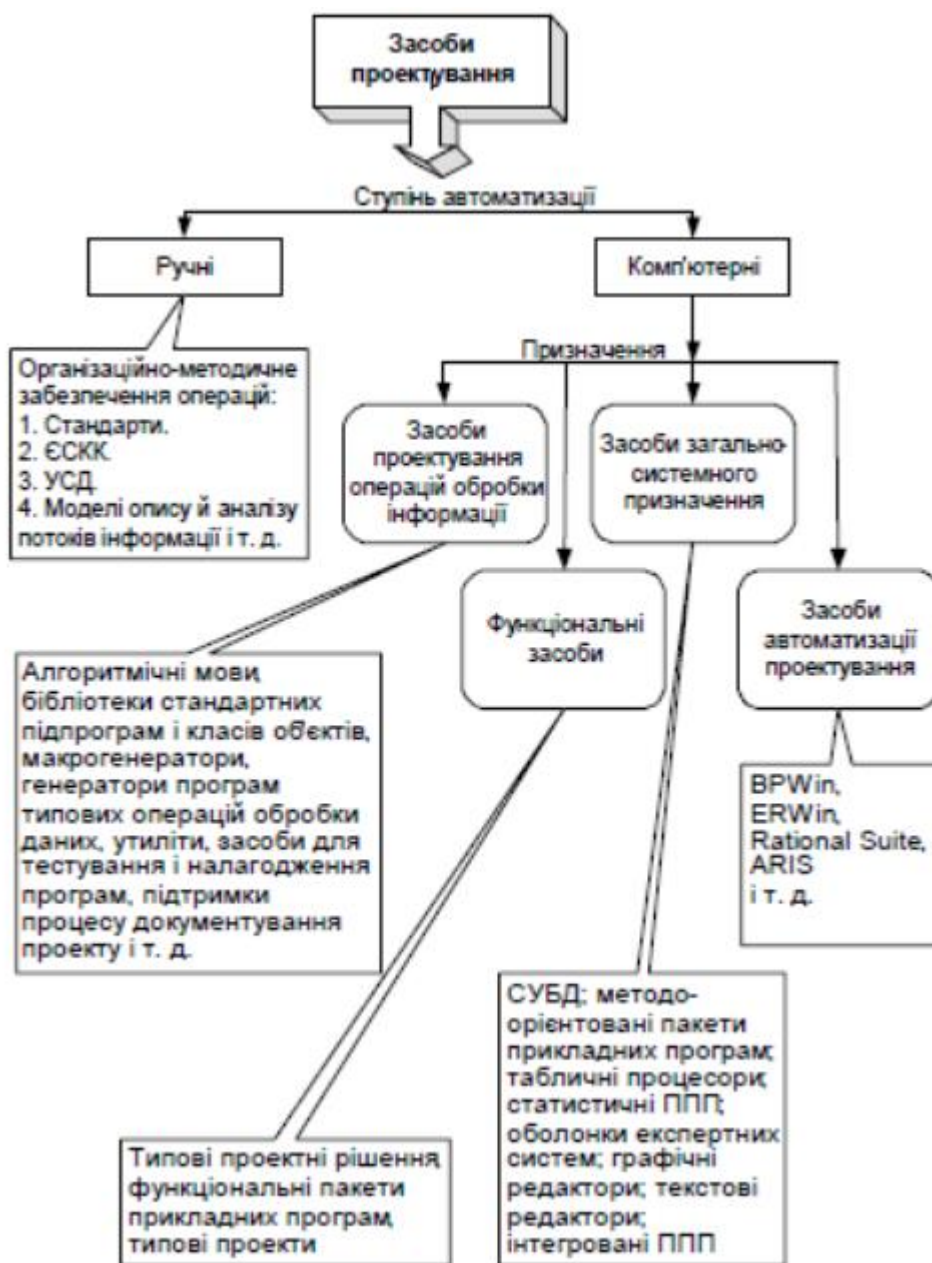 Засоби
проектування
Ступінь автоматизації
Ручні
Комп'ютерні
Організаційно-методичне
забезпечення операцій:
1. Стандарти.
2. ЄСКК.
3. УСД.
4. Моделі опису й аналізу
потоків інформації і т. д.
Призначення
Засоби
проектування
операцій обробки
інформації
Засоби загально-
системного
призначення
Функціональні
засоби
Засоби
автоматизації
проектування
Алгоритмічні мови,
бібліотеки стандартних
підпрограм і класів об'єктів,
макрогенератори,
генератори програм
типових операцій обробки
даних, утиліти, засоби для
тестування і налагодження
програм, підтримки
процесу документування
проекту і т. д.
BPWin,
ERWin,
Rational Suite,
ARIS
і т. д.
СУБД; методо-
орієнтовані пакети
прикладних програм;
табличні процесори;
статистичні ППП;
оболонки експертних
систем; графічні
редактори; текстові
редактори;
інтегровані ППП
Типові проектні рішення,
функціональні пакети
прикладних програм,
типові проекти